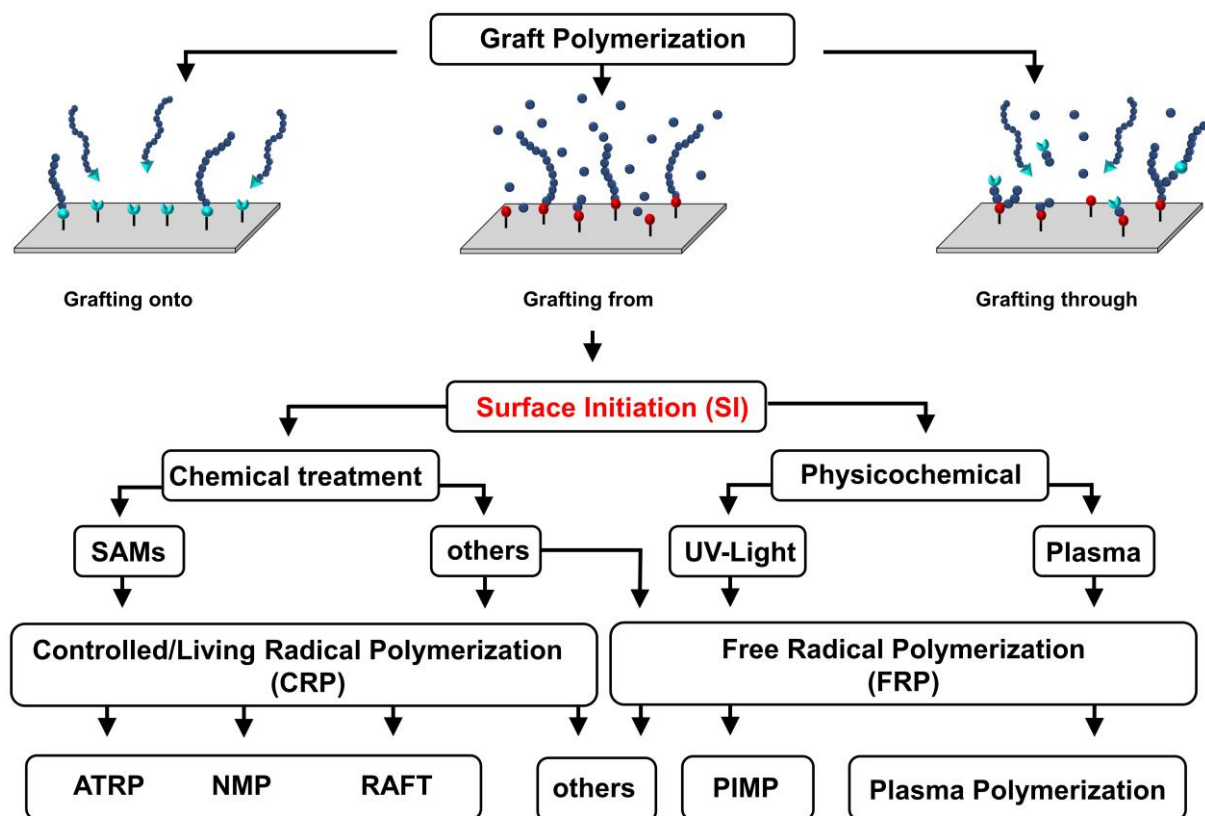 Graft Polymerization
Grafting onto
Grafting from
Grafting through
Surface Initiation (SI)
Chemical treatment
Physicochemical
SAMs
others
UV-Light
Plasma
Controlled/Living Radical Polymerization
(CRP)
Free Radical Polymerization
(FRP)
ATRP
NMP
RAFT
others
PIMP
Plasma Polymerization